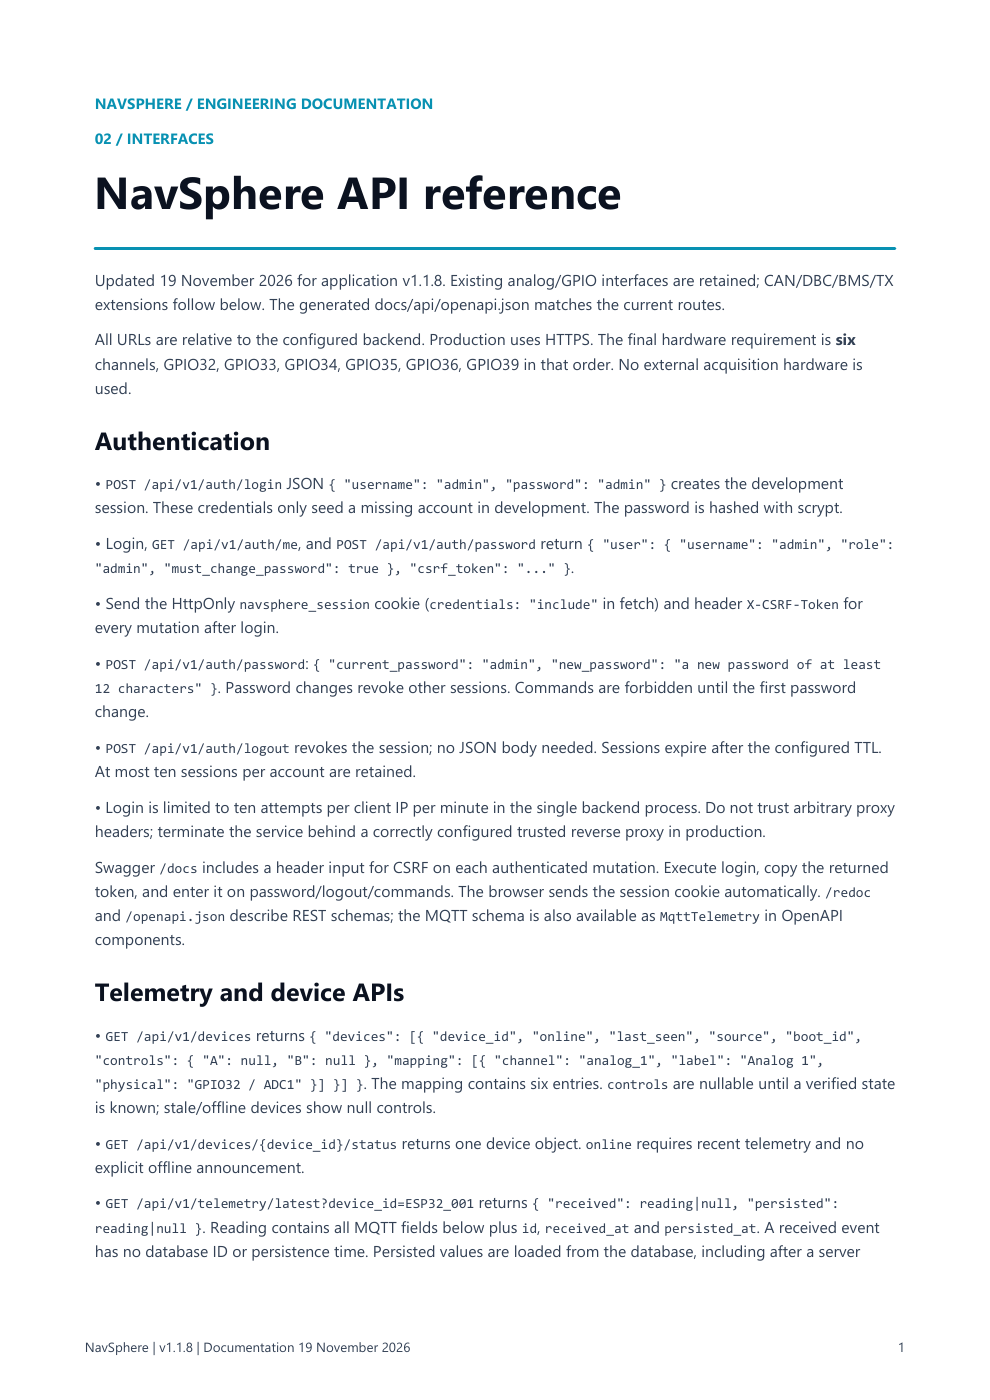 NAVSPHERE / ENGINEERING DOCUMENTATION
02 / INTERFACES
NavSphere API reference
Updated 19 November 2026 for application v1.1.8. Existing analog/GPIO interfaces are retained; CAN/DBC/BMS/TX
extensions follow below. The generated docs/api/openapi.json matches the current routes.
All URLs are relative to the configured backend. Production uses HTTPS. The final hardware requirement is six
channels, GPIO32, GPIO33, GPIO34, GPIO35, GPIO36, GPIO39 in that order. No external acquisition hardware is
used.
Authentication
• POST /api/v1/auth/login JSON { "username": "admin", "password": "admin" } creates the development
session. These credentials only seed a missing account in development. The password is hashed with scrypt.
• Login, GET /api/v1/auth/me, and POST /api/v1/auth/password return { "user": { "username": "admin", "role":
"admin", "must_change_password": true }, "csrf_token": "..." }.
• Send the HttpOnly navsphere_session cookie (credentials: "include" in fetch) and header X-CSRF-Token for
every mutation after login.
• POST /api/v1/auth/password: { "current_password": "admin", "new_password": "a new password of at least
12 characters" }. Password changes revoke other sessions. Commands are forbidden until the first password
change.
• POST /api/v1/auth/logout revokes the session; no JSON body needed. Sessions expire after the configured TTL.
At most ten sessions per account are retained.
• Login is limited to ten attempts per client IP per minute in the single backend process. Do not trust arbitrary proxy
headers; terminate the service behind a correctly configured trusted reverse proxy in production.
Swagger /docs includes a header input for CSRF on each authenticated mutation. Execute login, copy the returned
token, and enter it on password/logout/commands. The browser sends the session cookie automatically. /redoc
and /openapi.json describe REST schemas; the MQTT schema is also available as MqttTelemetry in OpenAPI
components.
Telemetry and device APIs
• GET /api/v1/devices returns { "devices": [{ "device_id", "online", "last_seen", "source", "boot_id",
"controls": { "A": null, "B": null }, "mapping": [{ "channel": "analog_1", "label": "Analog 1",
"physical": "GPIO32 / ADC1" }] }] }. The mapping contains six entries. controls are nullable until a verified state
is known; stale/offline devices show null controls.
• GET /api/v1/devices/{device_id}/status returns one device object. online requires recent telemetry and no
explicit offline announcement.
• GET /api/v1/telemetry/latest?device_id=ESP32_001 returns { "received": reading|null, "persisted":
reading|null }. Reading contains all MQTT fields below plus id, received_at and persisted_at. A received event
has no database ID or persistence time. Persisted values are loaded from the database, including after a server
NavSphere | v1.1.8 | Documentation 19 November 2026
1